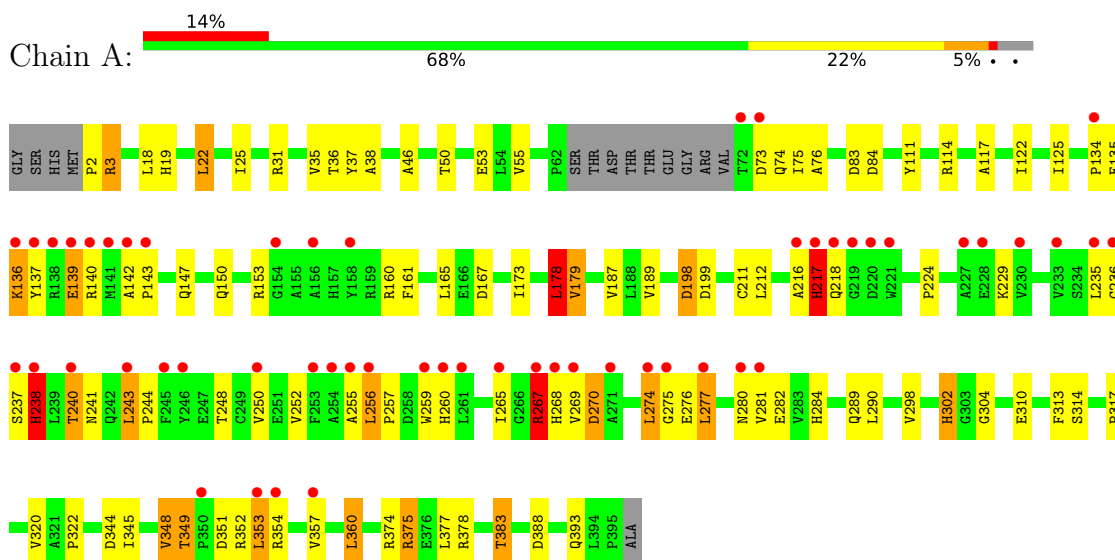 14%
Chain A:
68% 22% 5% • •
GLY SER HIS MET P2 R3 L18 H19 L22 I25 R31 V35 T36 Y37 A38 A46 T50 E53 L54 V55 P62 SER THR ASP THR THR GLU GLY ARG VAL T72 D73 Q74 I75 A76 D83 D84 Y111 R114 A117 I122 I125 P134
K136 Y137 R138 E139 R140 M141 A142 P143 Q147 Q150 R153 G154 A155 A156 H157 Y158 R159 R160 F161 L165 E166 D167 I173 L178 V179 V187 L188 V189 D198 D199 C211 L212 A216 H217 Q218 G219 D220 W221 P224 A227 E228 K229 V230 V233 S234 L235
S237 H238 L239 T240 N241 Q242 L243 P244 F245 Y246 E247 T248 C249 V250 E251 V252 F253 A254 A255 L256 P257 D258 W259 H260 L261 I265 G266 R267 H268 V269 D270 A271 L274 G275 E276 L277 N280 V281 E282 V283 H284 Q289 L290 V298 H302 G303 G304 E310 F313 S314
V320 A321 P322 D344 I345 V348 T349 P350 D351 R352 L353 R354 V357 L360 R374 R375 E376 L377 R378 T383 D388 Q393 L394 P395 ALA